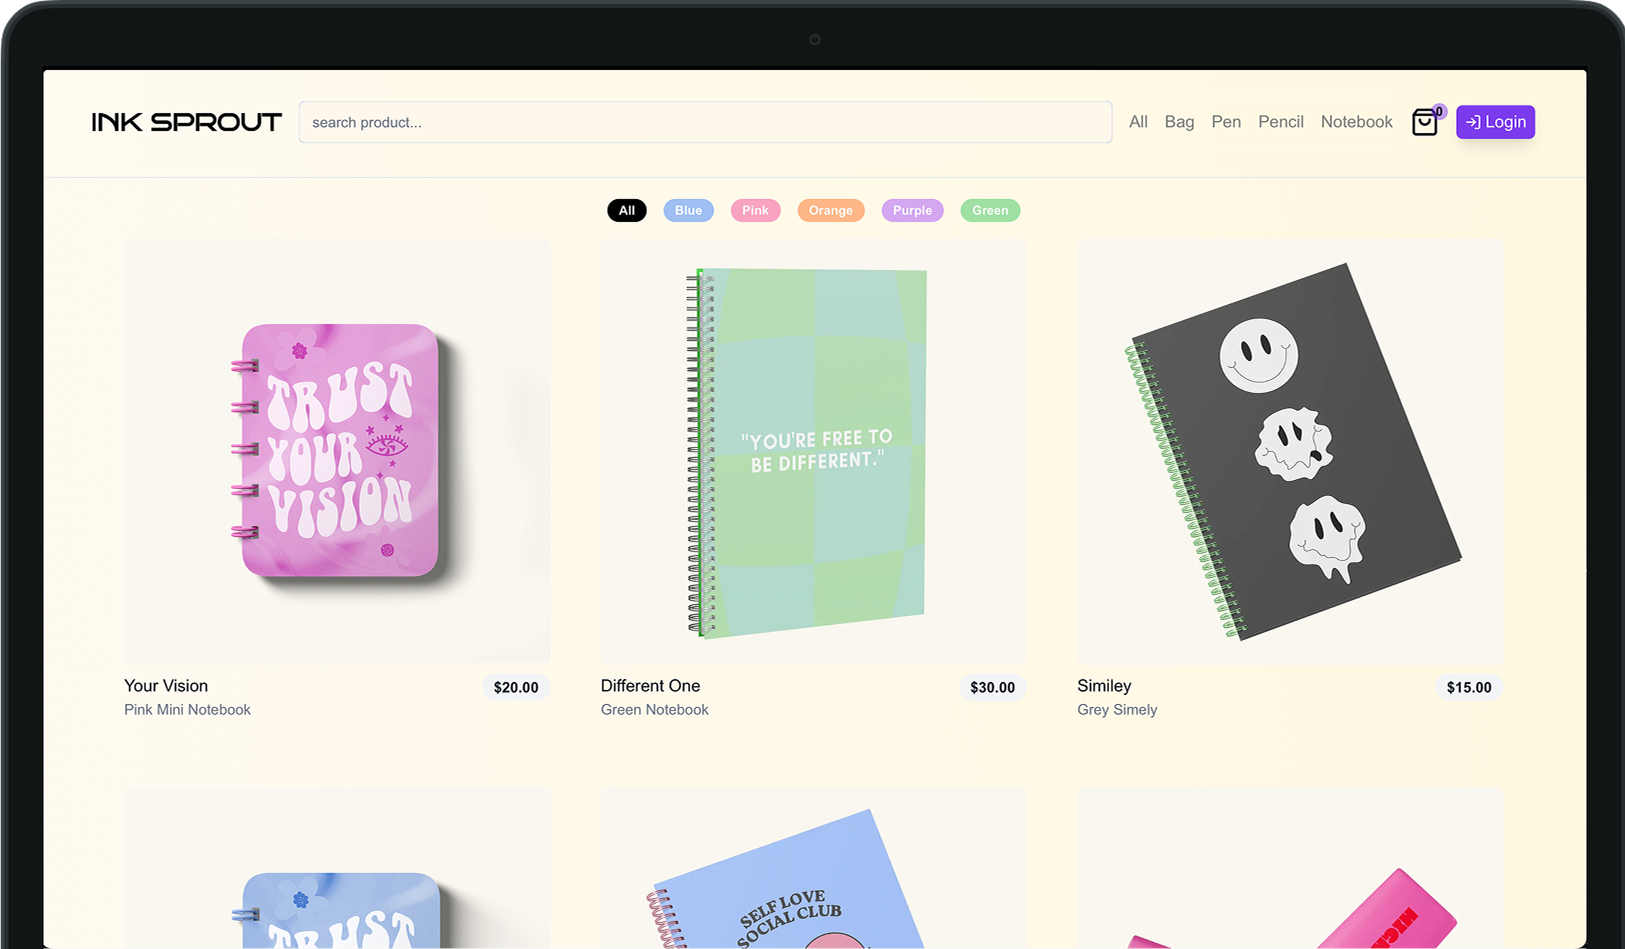 INK SPROUT
search product...
All Bag Pen Pencil Notebook 0 Login
All Blue Pink Orange Purple Green
TRUST
YOUR
VISION
"YOU'RE FREE TO
BE DIFFERENT."
Your Vision $20.00
Pink Mini Notebook
Different One $30.00
Green Notebook
Similey $15.00
Grey Simely
TRUST
SELF LOVE
SOCIAL CLUB